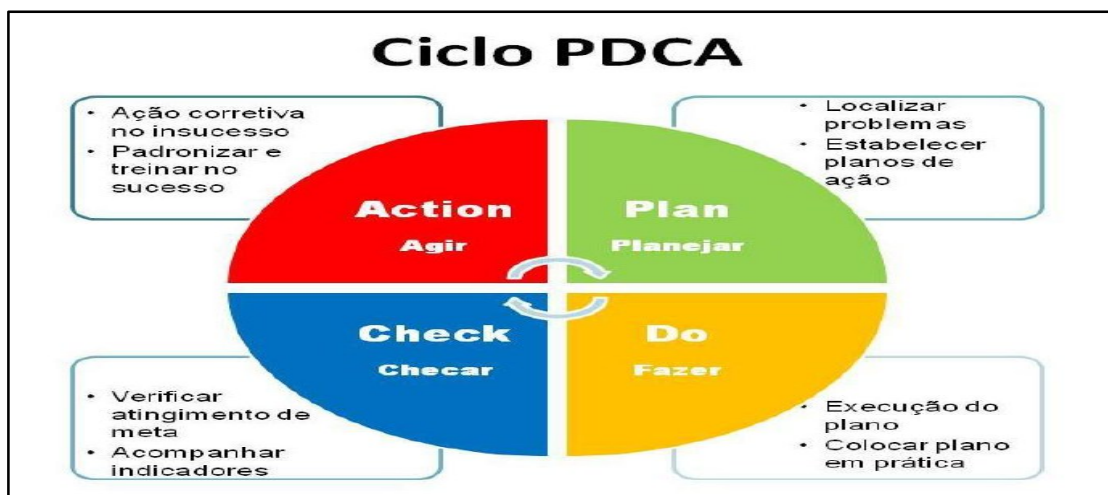 Ciclo PDCA
• Ação corretiva
no insucesso
• Padronizar e
treinar no
sucesso
• Localizar
problemas
• Estabelecer
planos de
ação
Action
Agir
Plan
Planejar
Check
Checar
Do
Fazer
• Verificar
atingimento de
meta
• Acompanhar
indicadores
• Execução do
plano
• Colocar plano
em prática